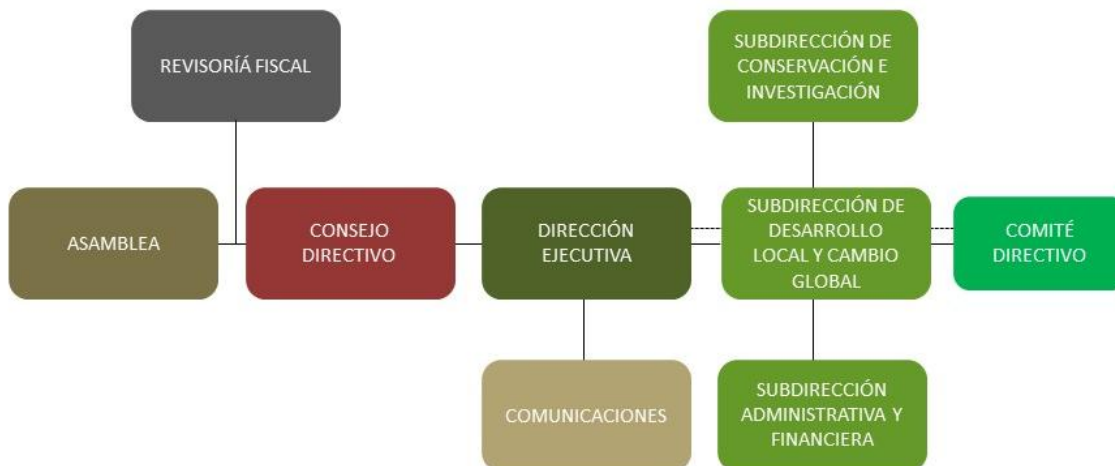 REVISORÍÁ FISCAL
SUBDIRECCIÓN DE
CONSERVACIÓN E
INVESTIGACIÓN
ASAMBLEA
CONSEJO
DIRECTIVO
DIRECCIÓN
EJECUTIVA
SUBDIRECCIÓN DE
DESARROLLO
LOCAL Y CAMBIO
GLOBAL
COMITÉ
DIRECTIVO
COMUNICACIONES
SUBDIRECCIÓN
ADMINISTRATIVA Y
FINANCIERA